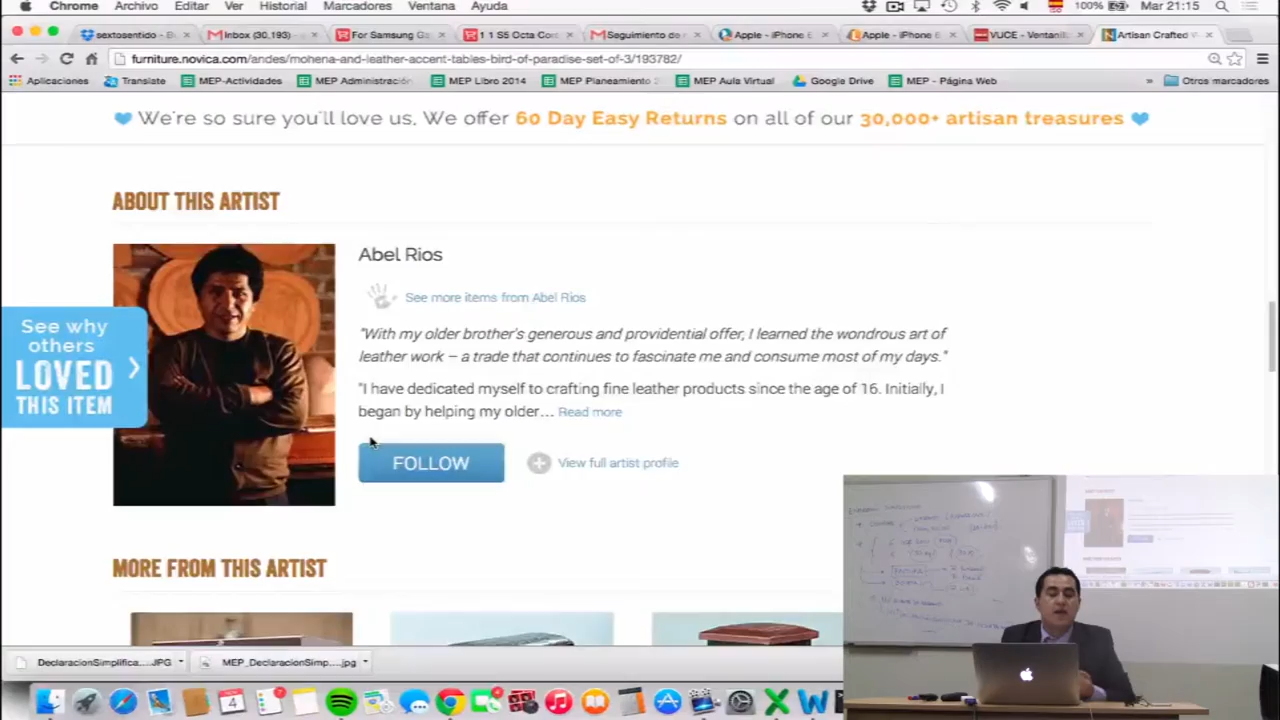 Chrome Archivo Editar Ver Historial Marcadores Ventana Ayuda 100% Mar 21:15
sextosentido - B Inbox (30,193) For Samsung Ga 1 1 S5 Octa Co Seguimiento de Apple - iPhone 6 Apple - iPhone 6 VUCE - Ventanil Artisan Crafted
furniture.novica.com/andes/mohena-and-leather-accent-tables-bird-of-paradise-set-of-3/193782/
Aplicaciones Translate MEP-Actividades MEP Administració MEP Libro 2014 MEP Planeamiento MEP Aula Virtual Google Drive MEP - Página Web » Otros marcadores
We're so sure you'll love us, We offer 60 Day Easy Returns on all of our 30,000+ artisan treasures
ABOUT THIS ARTIST
Abel Rios
See more items from Abel Rios
"With my older brother's generous and providential offer, I learned the wondrous art of
leather work – a trade that continues to fascinate me and consume most of my days."
"I have dedicated myself to crafting fine leather products since the age of 16. Initially, I
began by helping my older... Read more
FOLLOW View full artist profile
See why
others
LOVED
THIS ITEM
MORE FROM THIS ARTIST
DeclaracionSimplifica....JPG MEP_DeclaracionSimp....jpg
4